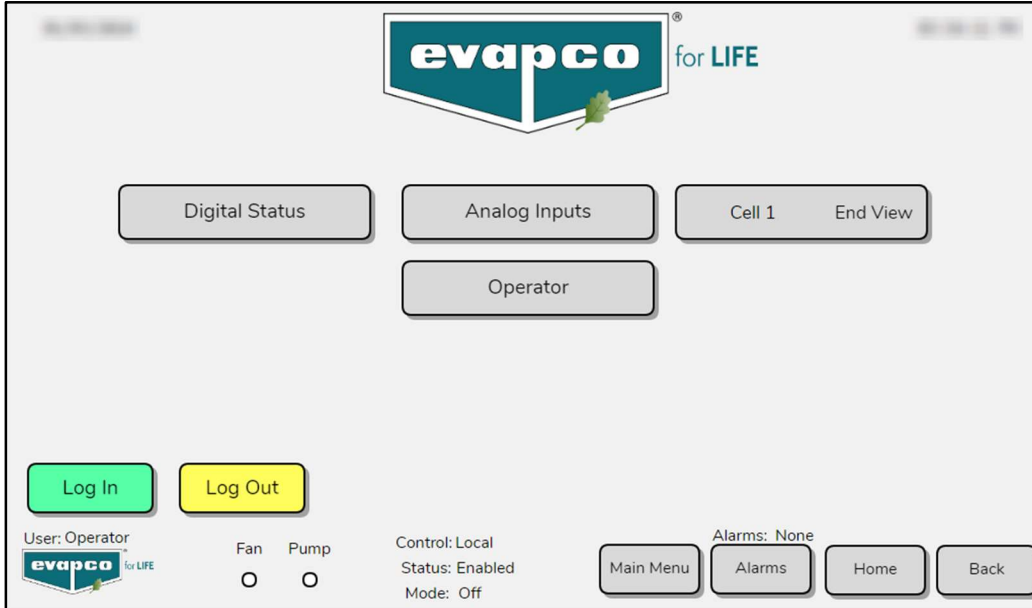 evapco® for LIFE
Digital Status
Analog Inputs
Cell 1 End View
Operator
Log In
Log Out
User: Operator
evapco for LIFE
Fan Pump
Control: Local
Status: Enabled
Mode: Off
Alarms: None
Main Menu
Alarms
Home
Back